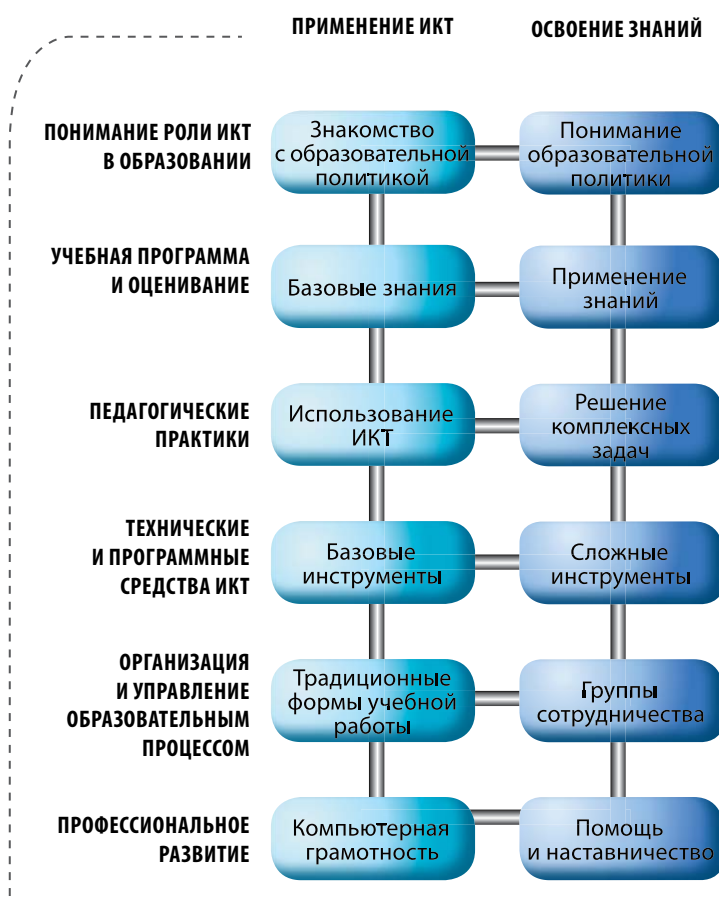 ПРИМЕНЕНИЕ ИКТ
ОСВОЕНИЕ ЗНАНИЙ
ПОНИМАНИЕ РОЛИ ИКТ
В ОБРАЗОВАНИИ
Знакомство
с образовательной
политикой
Понимание
образовательной
политики
УЧЕБНАЯ ПРОГРАММА
И ОЦЕНИВАНИЕ
Базовые знания
Применение
знаний
ПЕДАГОГИЧЕСКИЕ
ПРАКТИКИ
Использование
ИКТ
Решение
комплексных
задач
ТЕХНИЧЕСКИЕ
И ПРОГРАММНЫЕ
СРЕДСТВА ИКТ
Базовые
инструменты
Сложные
инструменты
ОРГАНИЗАЦИЯ
И УПРАВЛЕНИЕ
ОБРАЗОВАТЕЛЬНЫМ
ПРОЦЕССОМ
Традиционные
формы учебной
работы
Группы
сотрудничества
ПРОФЕССИОНАЛЬНОЕ
РАЗВИТИЕ
Компьютерная
грамотность
Помощь
и наставничество